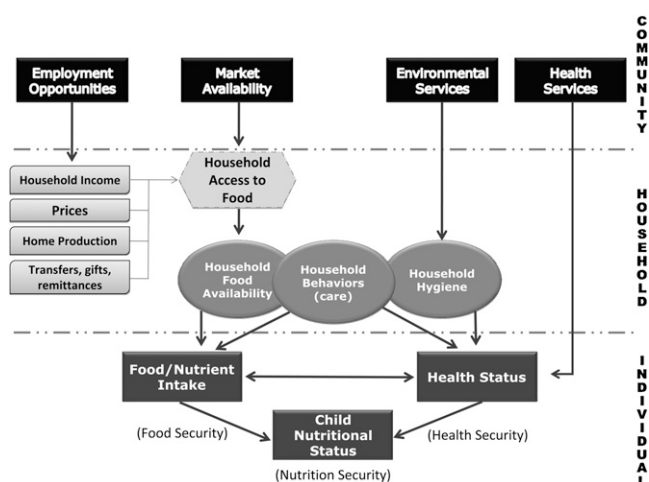 Employment
Opportunities
Market
Availability
Environmental
Services
Health
Services
COMMUNITY
Household Income
Prices
Home Production
Transfers, gifts,
remittances
Household
Access to
Food
Household
Food
Availability
Household
Behaviors
(care)
Household
Hygiene
HOUSEHOLD
Food/Nutrient
Intake
Health Status
(Food Security)
Child
Nutritional
Status
(Health Security)
(Nutrition Security)
INDIVIDUAL